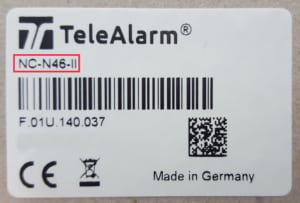 TeleAlarm®
NC-N46-II
F.01U.140.037
CE
Made in Germany